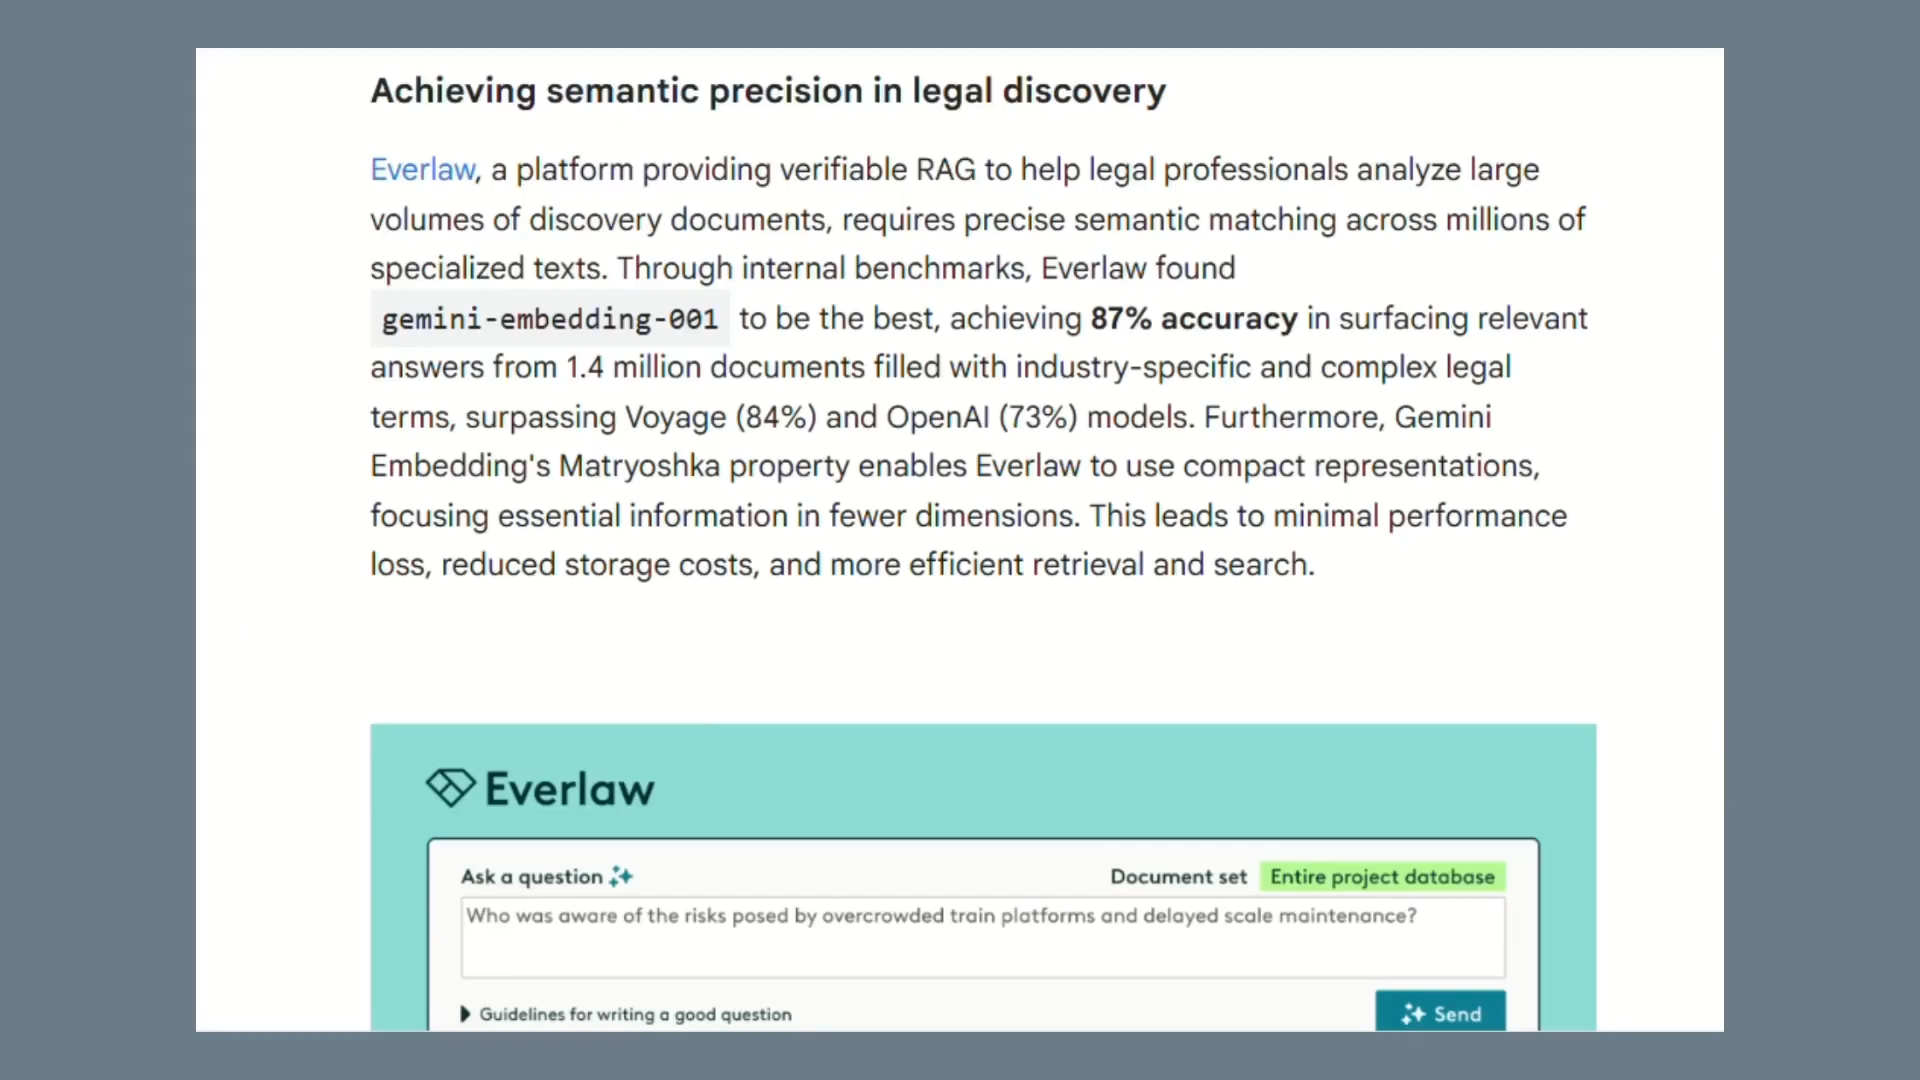 Achieving semantic precision in legal discovery
Everlaw, a platform providing verifiable RAG to help legal professionals analyze large
volumes of discovery documents, requires precise semantic matching across millions of
specialized texts. Through internal benchmarks, Everlaw found
gemini-embedding-001 to be the best, achieving 87% accuracy in surfacing relevant
answers from 1.4 million documents filled with industry-specific and complex legal
terms, surpassing Voyage (84%) and OpenAI (73%) models. Furthermore, Gemini
Embedding's Matryoshka property enables Everlaw to use compact representations,
focusing essential information in fewer dimensions. This leads to minimal performance
loss, reduced storage costs, and more efficient retrieval and search.
Everlaw
Ask a question Document set Entire project database
Who was aware of the risks posed by overcrowded train platforms and delayed scale maintenance?
Guidelines for writing a good question Send